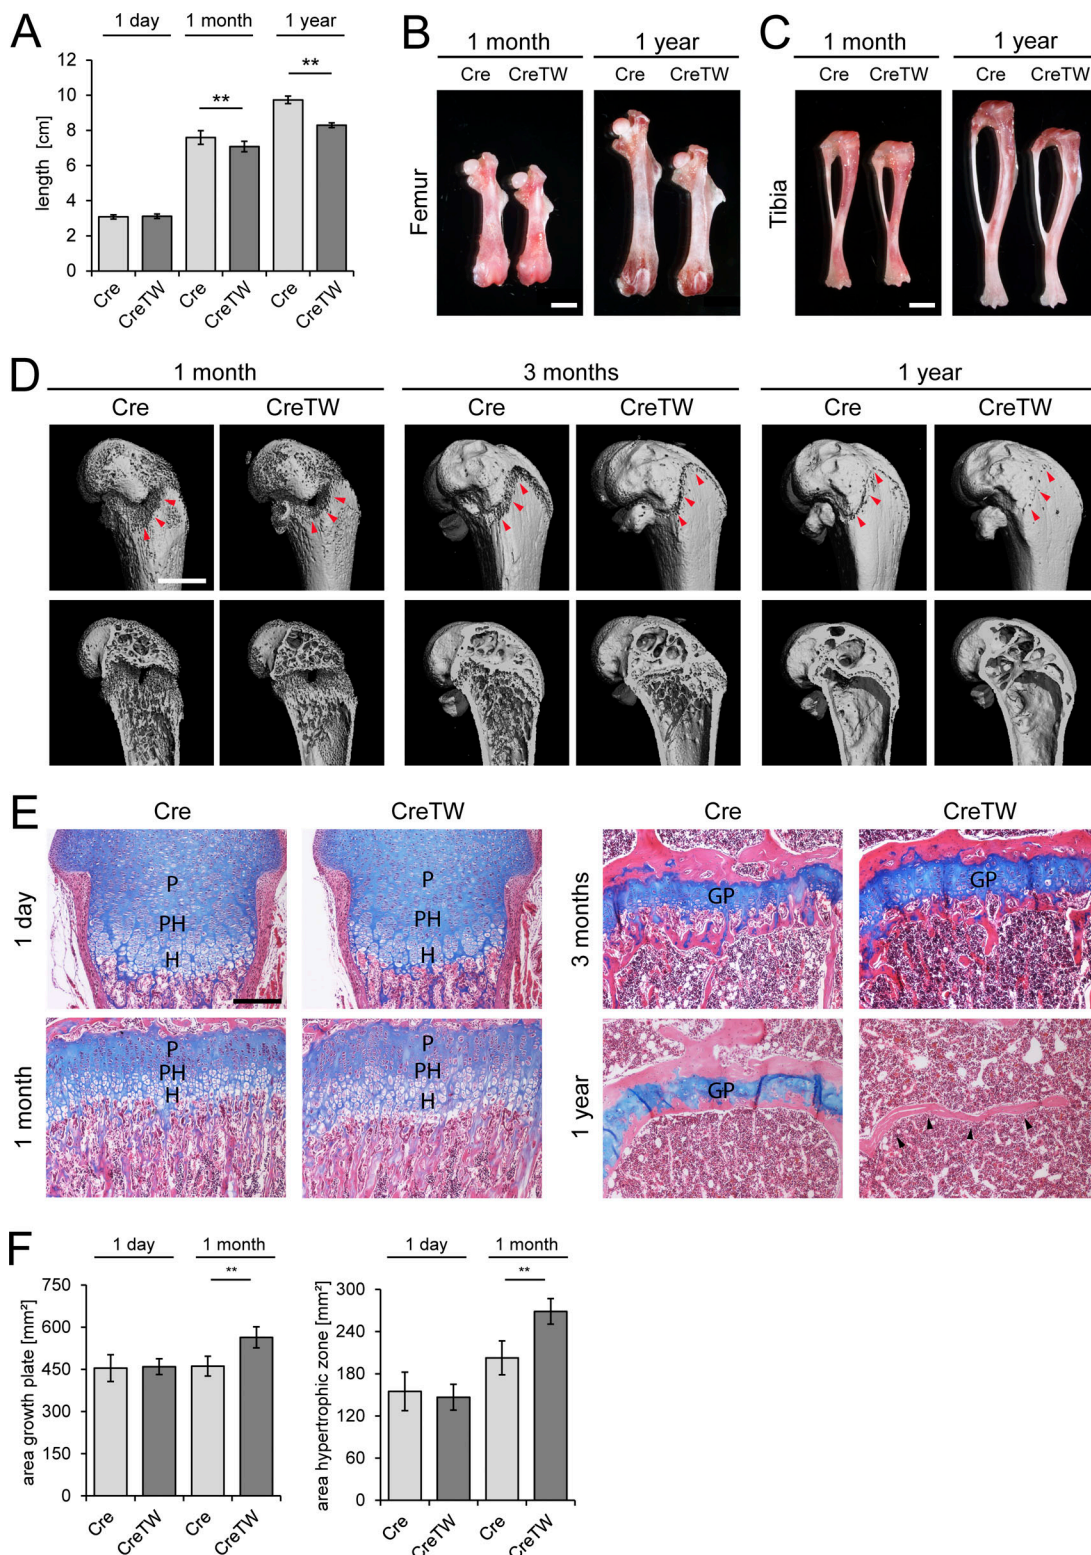 A
1 day 1 month 1 year
12
10
8
6
4
2
0
length [cm]
** **
Cre CreTW Cre CreTW Cre CreTW
B
1 month 1 year
Cre CreTW Cre CreTW
Femur
C
1 month 1 year
Cre CreTW Cre CreTW
Tibia
D
1 month 3 months 1 year
Cre CreTW Cre CreTW Cre CreTW
E
Cre CreTW Cre CreTW
1 day
P P
PH PH
H H
3 months
GP GP
1 month
P P
PH PH
H H
1 year
GP
F
1 day 1 month
**
750
600
450
300
150
0
area growth plate [mm²]
Cre CreTW Cre CreTW
1 day 1 month
**
300
240
180
120
60
0
area hypertrophic zone [mm²]
Cre CreTW Cre CreTW